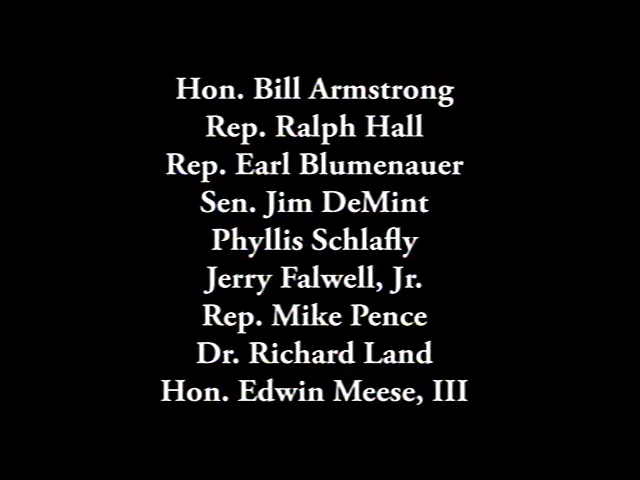 Hon. Bill Armstrong
Rep. Ralph Hall
Rep. Earl Blumenauer
Sen. Jim DeMint
Phyllis Schlafly
Jerry Falwell, Jr.
Rep. Mike Pence
Dr. Richard Land
Hon. Edwin Meese, III